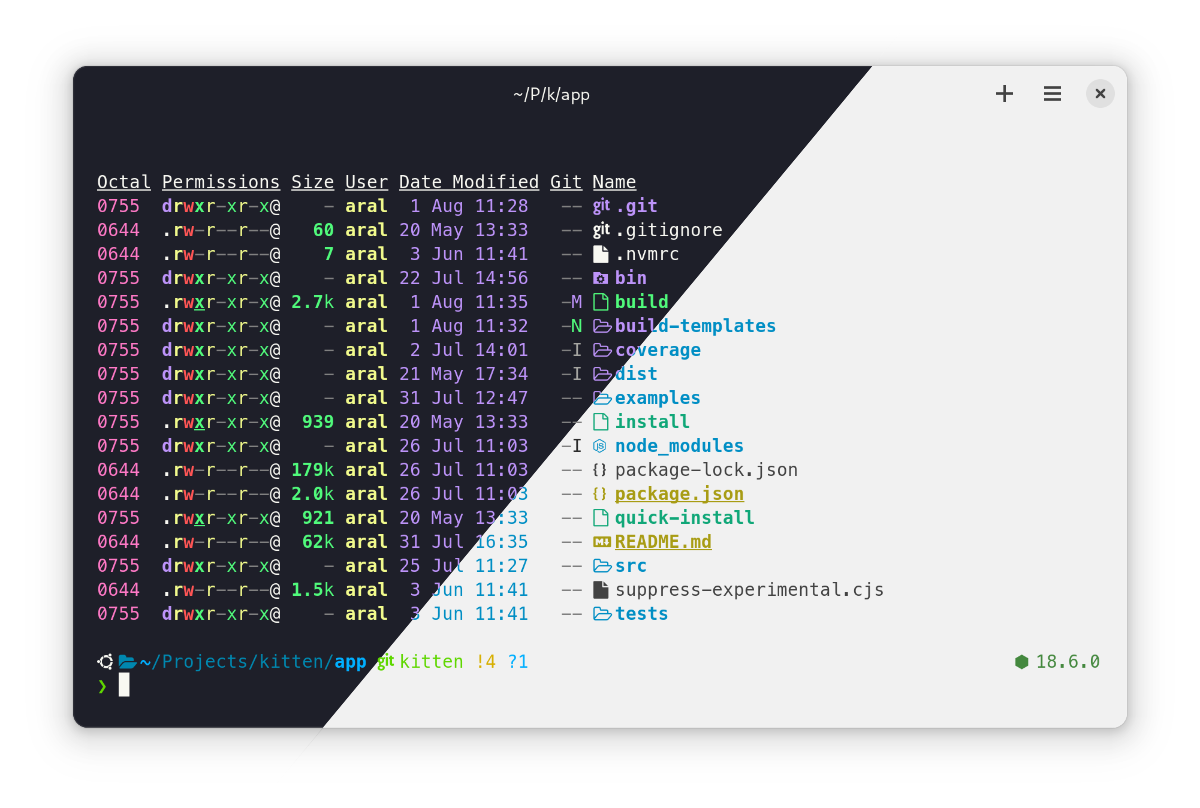 ~/P/k/app
Octal Permissions Size User Date Modified Git Name
0755 drwxr-xr-x@ - aral 1 Aug 11:28 -- git .git
0644 .rw-r--r--@ 60 aral 20 May 13:33 -- git .gitignore
0644 .rw-r--r--@ 7 aral 3 Jun 11:41 -- .nvmrc
0755 drwxr-xr-x@ - aral 22 Jul 14:56 -- bin
0755 .rwxr-xr-x@ 2.7k aral 1 Aug 11:35 -M build
0755 drwxr-xr-x@ - aral 1 Aug 11:32 -N build-templates
0755 drwxr-xr-x@ - aral 2 Jul 14:01 -I coverage
0755 drwxr-xr-x@ - aral 21 May 17:34 -I dist
0755 drwxr-xr-x@ - aral 31 Jul 12:47 -- examples
0755 .rwxr-xr-x@ 939 aral 20 May 13:33 -- install
0755 drwxr-xr-x@ - aral 26 Jul 11:03 -I node_modules
0644 .rw-r--r--@ 179k aral 26 Jul 11:03 -- {} package-lock.json
0644 .rw-r--r--@ 2.0k aral 26 Jul 11:03 -- {} package.json
0755 .rwxr-xr-x@ 921 aral 20 May 13:33 -- quick-install
0644 .rw-r--r--@ 62k aral 31 Jul 16:35 -- README.md
0755 drwxr-xr-x@ - aral 25 Jul 11:27 -- src
0644 .rw-r--r--@ 1.5k aral 3 Jun 11:41 -- suppress-experimental.cjs
0755 drwxr-xr-x@ - aral 3 Jun 11:41 -- tests
~/Projects/kitten/app git kitten !4 ?1 18.6.0
❯